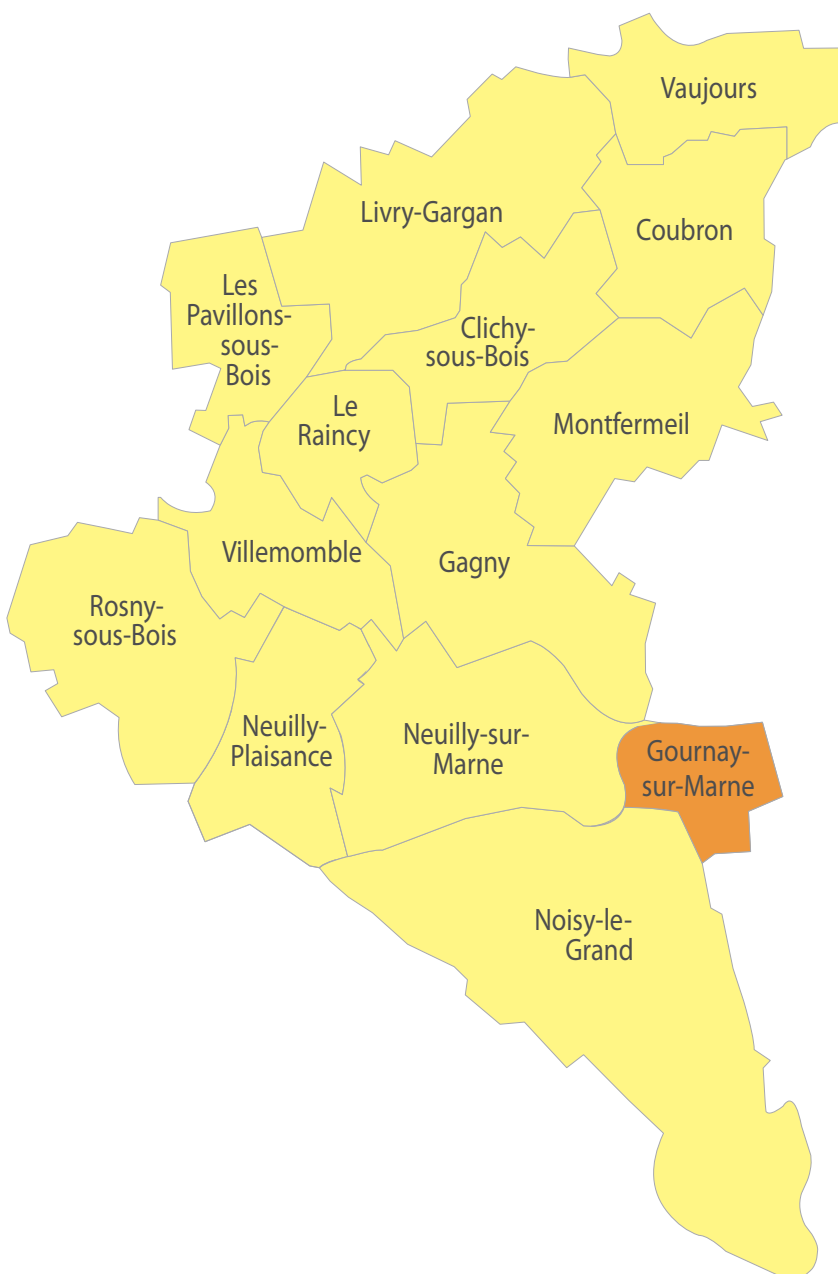 Vaujours
Livry-Gargan
Coubron
Les
Pavillons-
sous-
Bois
Clichy-
sous-Bois
Le
Raincy
Montfermeil
Villemomble
Gagny
Rosny-
sous-Bois
Neuilly-
Plaisance
Neuilly-sur-
Marne
Gournay-
sur-Marne
Noisy-le-
Grand